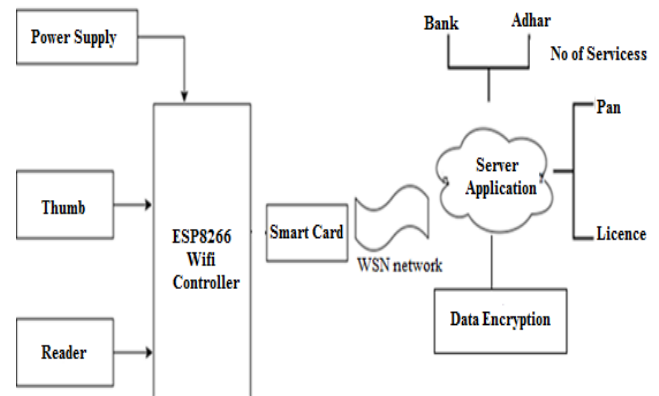 Power Supply
Bank
Adhar
No of Servicess
Pan
Thumb
ESP8266
Wifi
Controller
Smart Card
WSN network
Server
Application
Licence
Reader
Data Encryption